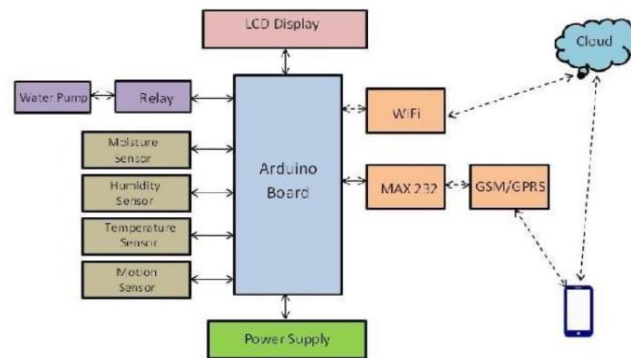 LCD Display
Cloud
Water Pump
Relay
WiFi
Moisture
Sensor
Arduino
Board
Humidity
Sensor
MAX 232
GSM/GPRS
Temperature
Sensor
Motion
Sensor
Power Supply